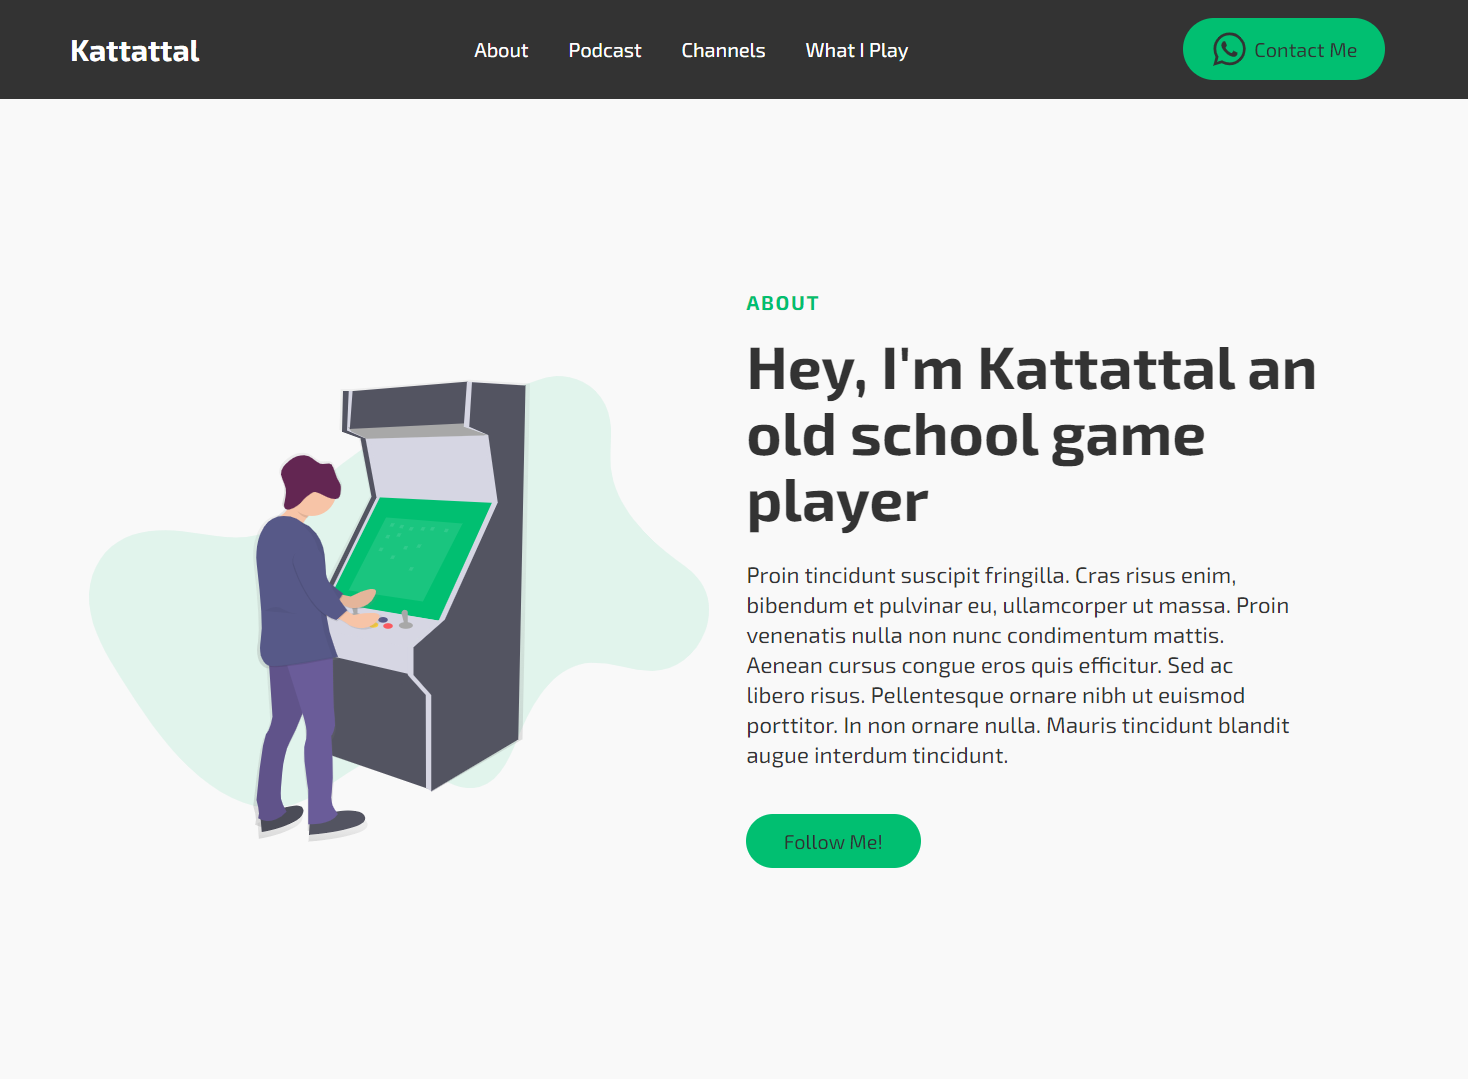 Kattattal
About
Podcast
Channels
What I Play
Contact Me
ABOUT
Hey, I'm Kattattal an
old school game
player
Proin tincidunt suscipit fringilla. Cras risus enim,
bibendum et pulvinar eu, ullamcorper ut massa. Proin
venenatis nulla non nunc condimentum mattis.
Aenean cursus congue eros quis efficitur. Sed ac
libero risus. Pellentesque ornare nibh ut euismod
porttitor. In non ornare nulla. Mauris tincidunt blandit
augue interdum tincidunt.
Follow Me!